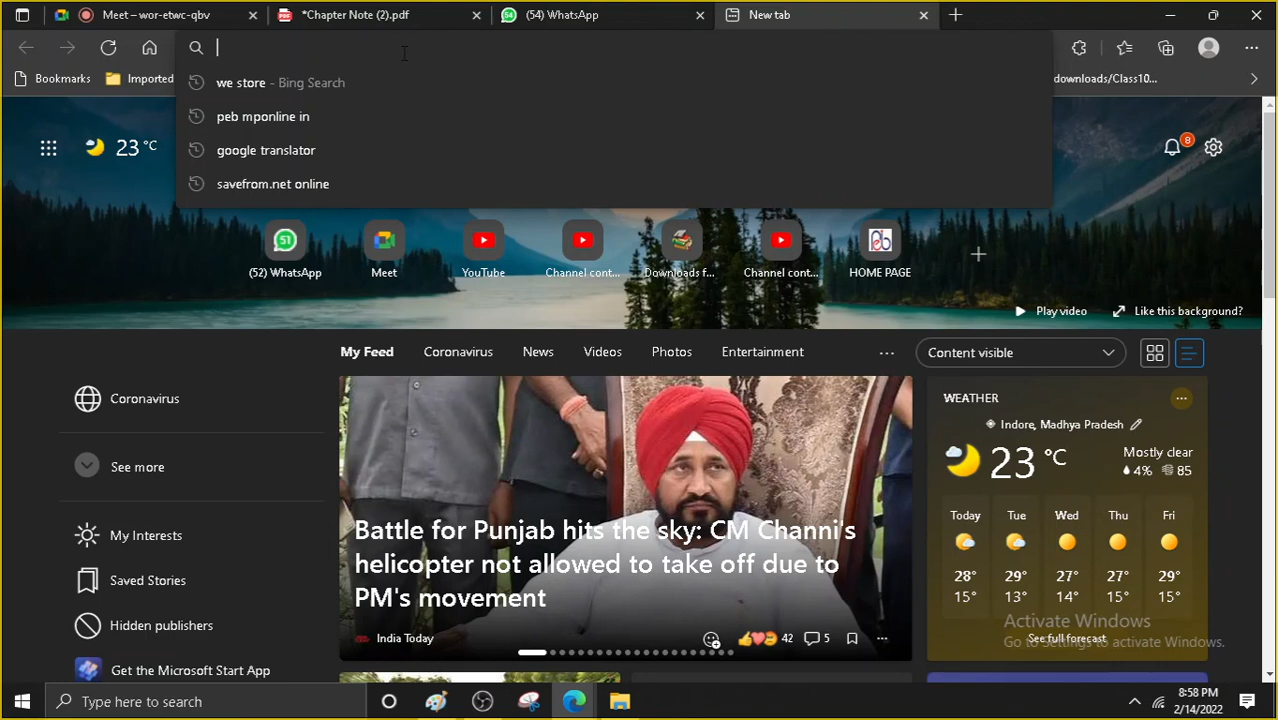 Meet – wor-etwc-qbv
*Chapter Note (2).pdf
(54) WhatsApp
New tab
we store - Bing Search
peb mponline in
google translator
savefrom.net online
Bookmarks
Imported
downloads/Class10...
23 °C
8
51
(52) WhatsApp
Meet
YouTube
Channel cont...
Downloads f...
Channel cont...
HOME PAGE
Play video
Like this background?
My Feed
Coronavirus
News
Videos
Photos
Entertainment
Content visible
Coronavirus
See more
My Interests
Saved Stories
Hidden publishers
Get the Microsoft Start App
Battle for Punjab hits the sky: CM Channi's
helicopter not allowed to take off due to
PM's movement
India Today
42
5
WEATHER
Indore, Madhya Pradesh
23 °C
Mostly clear
4% 85
Today Tue Wed Thu Fri
28° 29° 27° 27° 29°
15° 13° 14° 15° 15°
See full forecast
Activate Windows
Go to Settings to activate Windows.
Type here to search
8:58 PM
2/14/2022